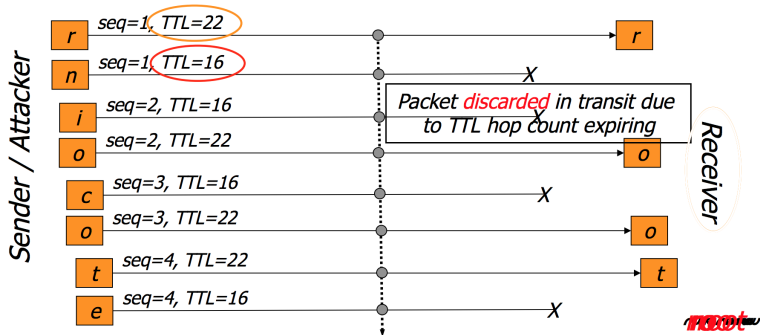 Sender / Attacker
r
seq=1, TTL=22
r
n
seq=1, TTL=16
X
i
seq=2, TTL=16
X
Packet discarded in transit due
to TTL hop count expiring
o
seq=2, TTL=22
o
c
seq=3, TTL=16
X
o
seq=3, TTL=22
o
t
seq=4, TTL=22
t
e
seq=4, TTL=16
X
Receiver